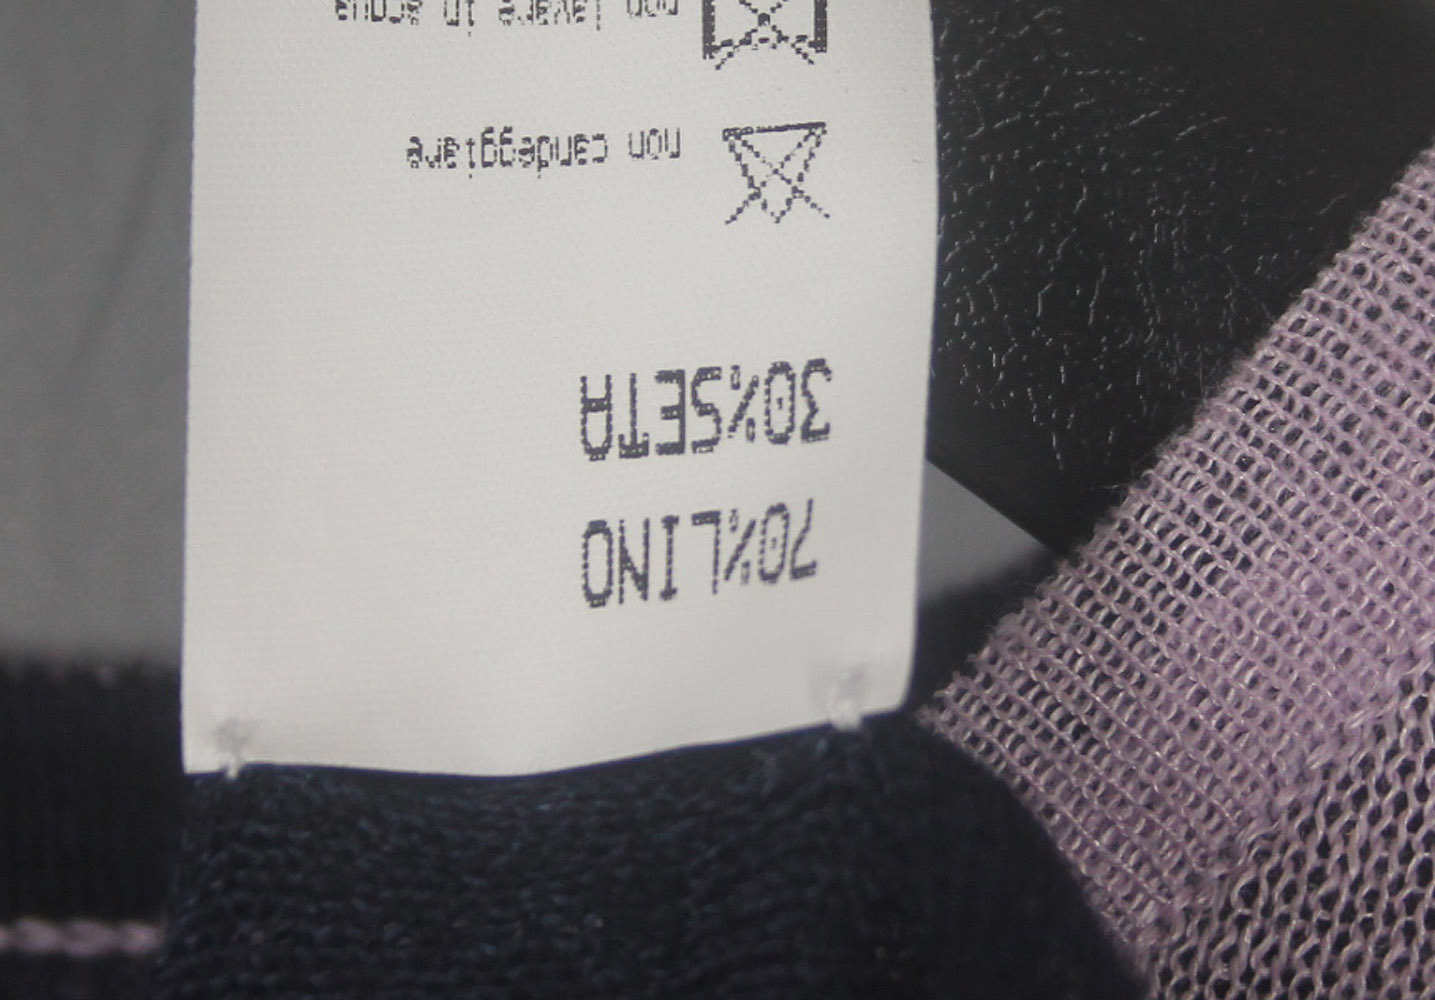 70%LINO
30%SETA
non candeggiare
non lavare in acqua